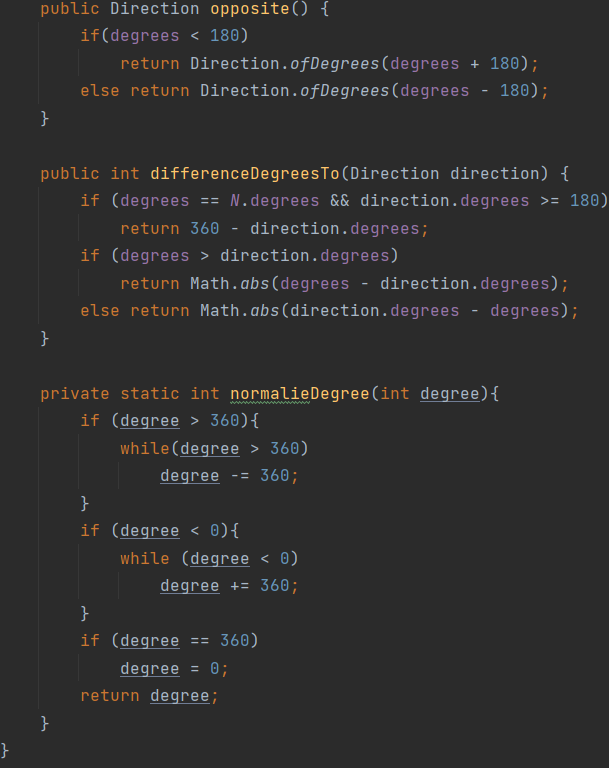 public Direction opposite() {
if(degrees < 180)
return Direction.ofDegrees(degrees + 180);
else return Direction.ofDegrees(degrees - 180);
}
public int differenceDegreesTo(Direction direction) {
if (degrees == N.degrees && direction.degrees >= 180)
return 360 - direction.degrees;
if (degrees > direction.degrees)
return Math.abs(degrees - direction.degrees);
else return Math.abs(direction.degrees - degrees);
}
private static int normalieDegree(int degree){
if (degree > 360){
while(degree > 360)
degree -= 360;
}
if (degree < 0){
while (degree < 0)
degree += 360;
}
if (degree == 360)
degree = 0;
return degree;
}
}